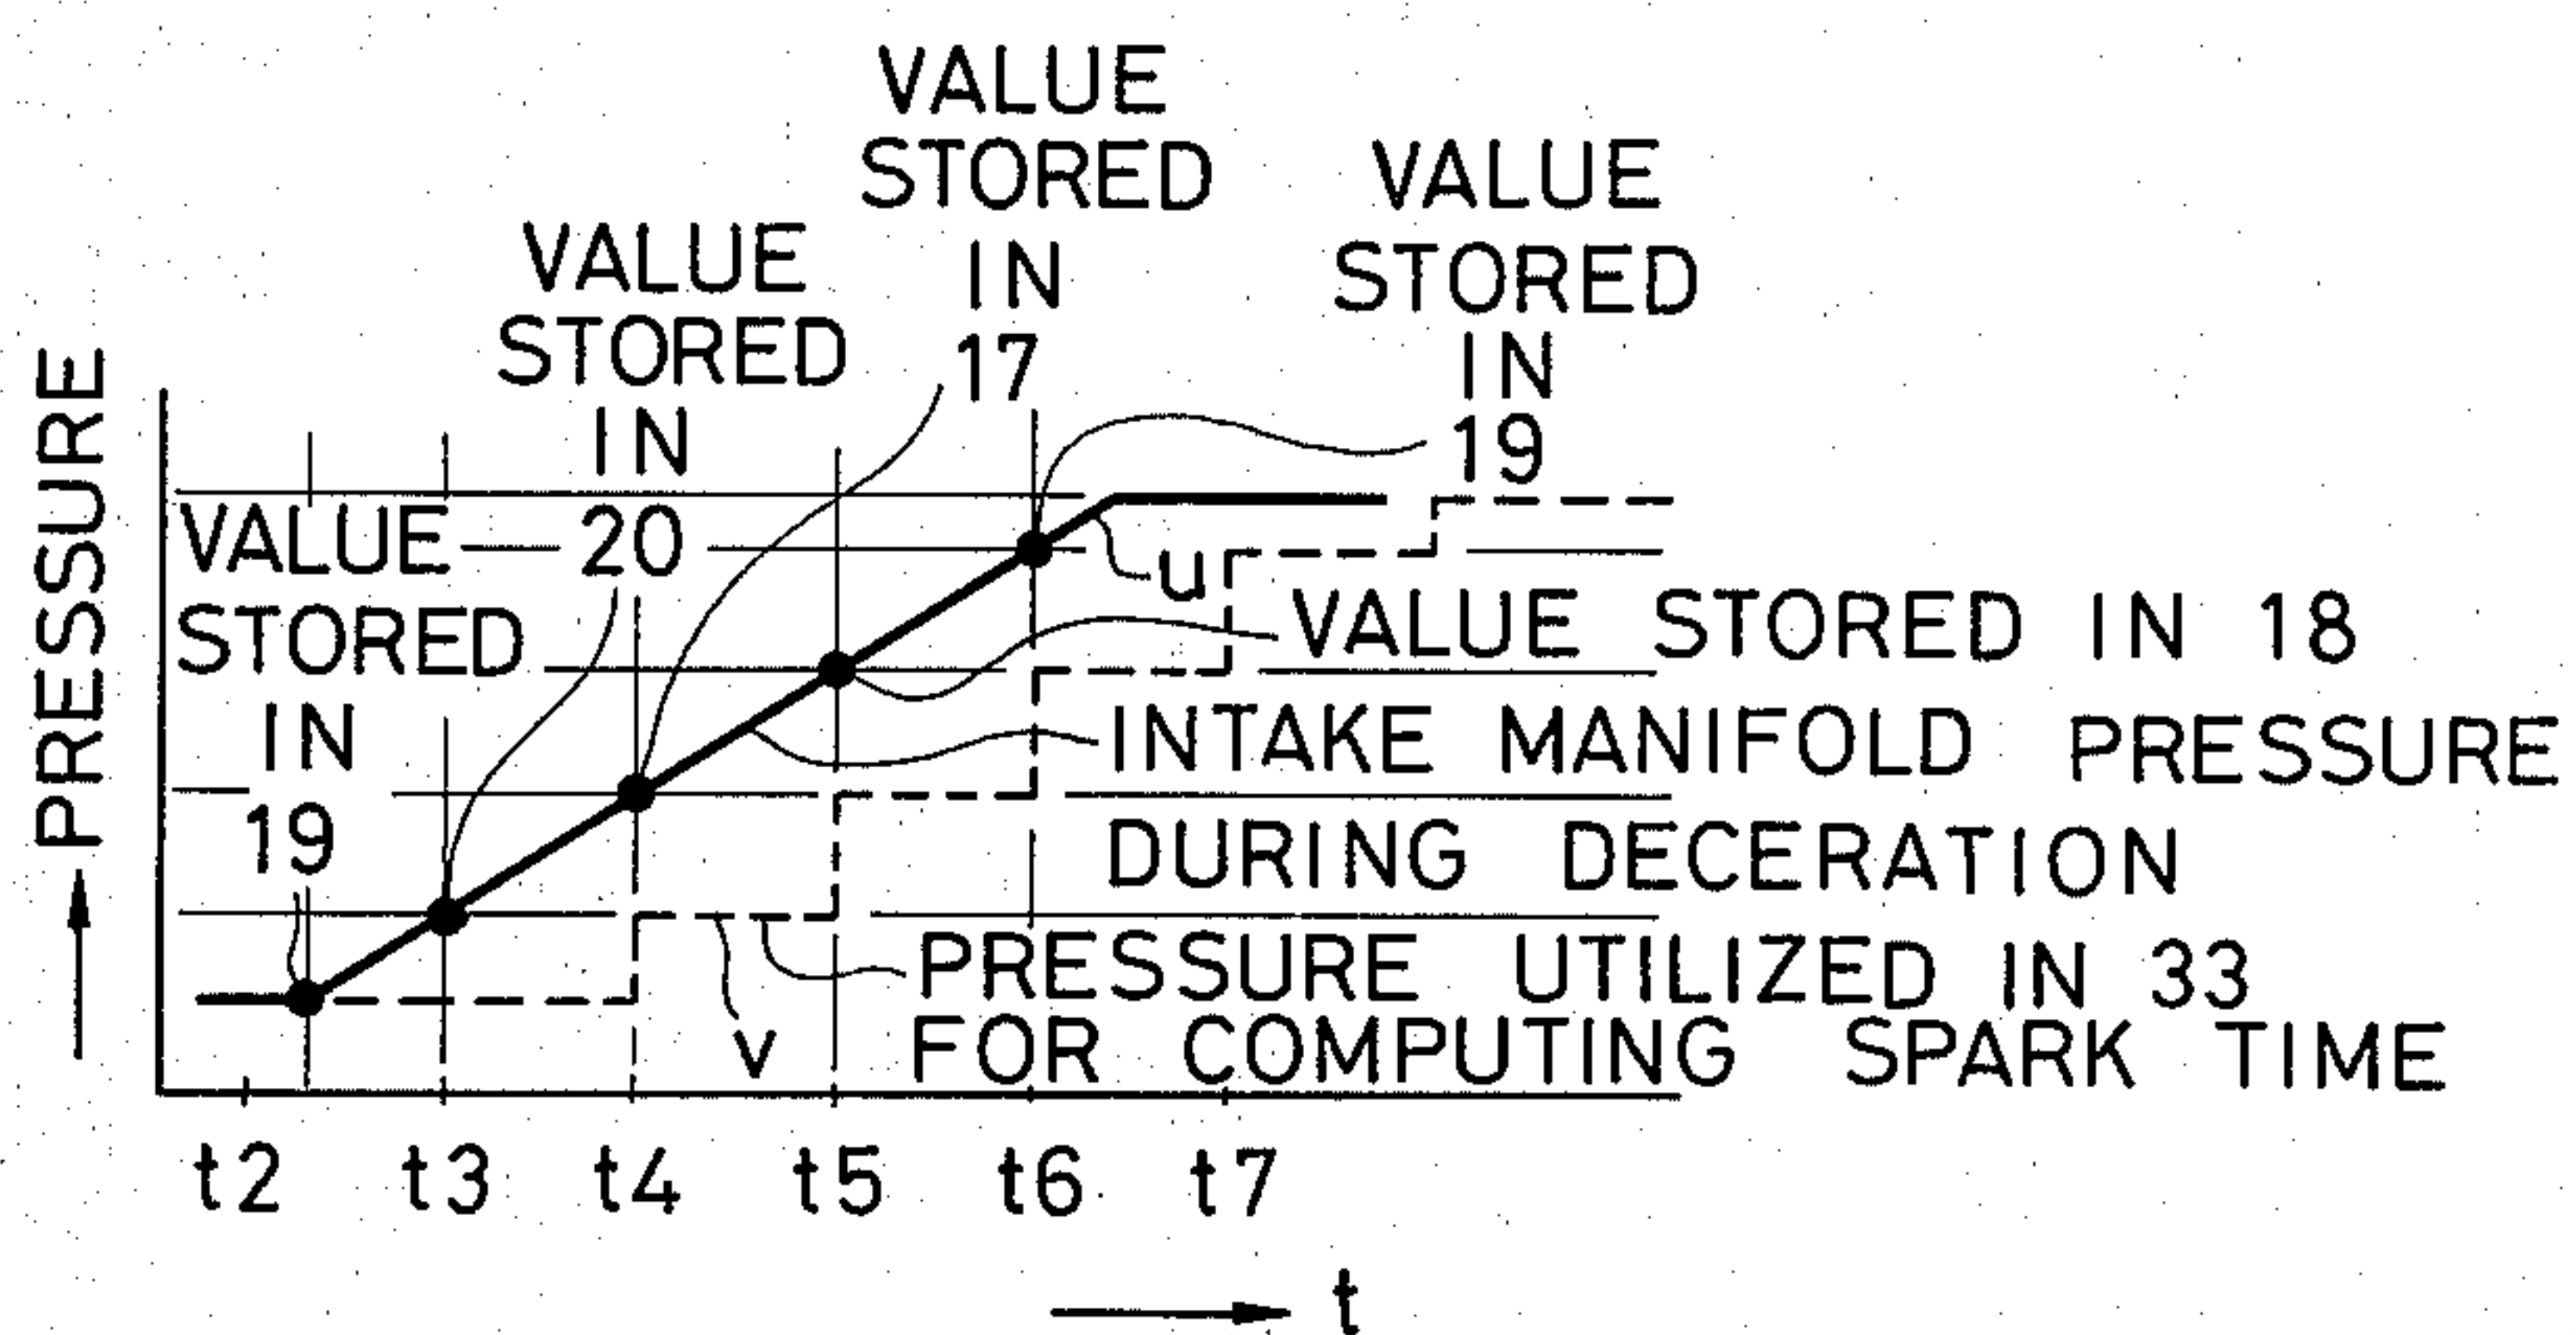 VALUE
STORED
IN
17
VALUE
STORED
IN
19
VALUE
STORED
IN
20
VALUE
STORED
IN
19
PRESSURE
u
VALUE STORED IN 18
INTAKE MANIFOLD PRESSURE
DURING DECERATION
PRESSURE UTILIZED IN 33
FOR COMPUTING SPARK TIME
v
t2 t3 t4 t5 t6 t7
t